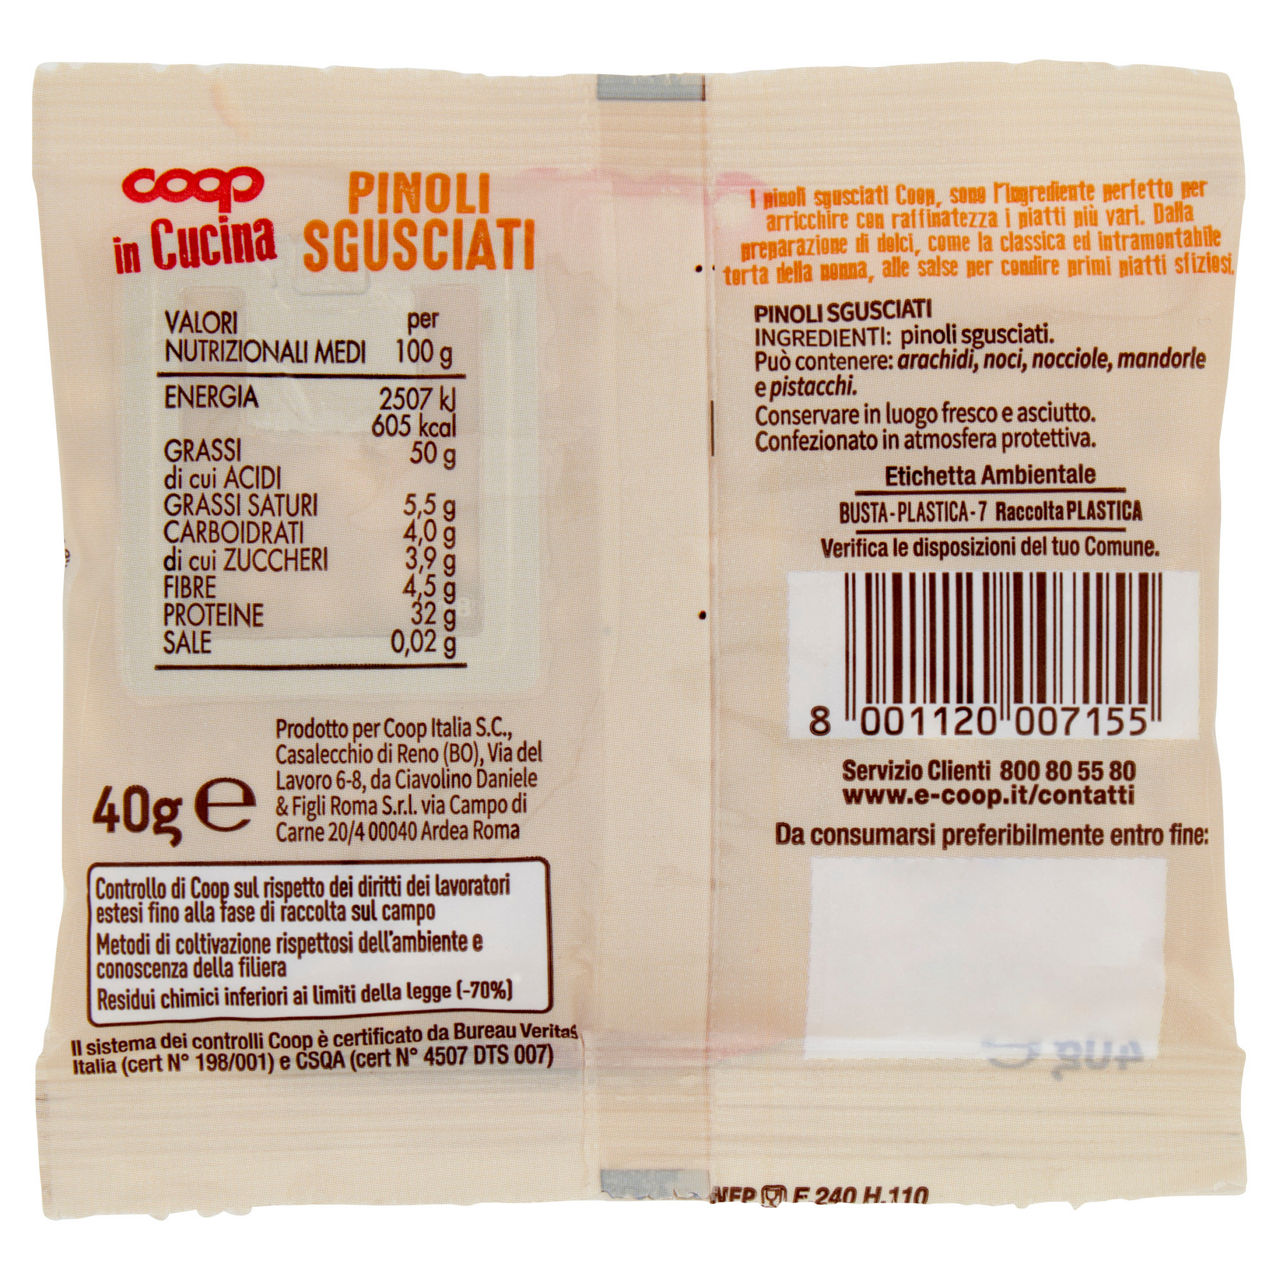 coop
in Cucina
PINOLI
SGUSCIATI
VALORI NUTRIZIONALI MEDI per 100 g
ENERGIA 2507 kJ
605 kcal
GRASSI 50 g
di cui ACIDI
GRASSI SATURI 5,5 g
CARBOIDRATI 4,0 g
di cui ZUCCHERI 3,9 g
FIBRE 4,5 g
PROTEINE 32 g
SALE 0,02 g
40g e
Prodotto per Coop Italia S.C.,
Casalecchio di Reno (BO), Via del
Lavoro 6-8, da Ciavolino Daniele
& Figli Roma S.r.l. via Campo di
Carne 20/4 00040 Ardea Roma
Controllo di Coop sul rispetto dei diritti dei lavoratori
estesi fino alla fase di raccolta sul campo
Metodi di coltivazione rispettosi dell'ambiente e
conoscenza della filiera
Residui chimici inferiori ai limiti della legge (-70%)
Il sistema dei controlli Coop è certificato da Bureau Veritas
Italia (cert N° 198/001) e CSQA (cert N° 4507 DTS 007)
I pinoli sgusciati Coop, sono l'ingrediente perfetto per
arricchire con raffinatezza i piatti più vari. Dalla
preparazione di dolci, come la classica ed intramontabile
torta della nonna, alle salse per condire primi piatti sfiziosi.
PINOLI SGUSCIATI
INGREDIENTI: pinoli sgusciati.
Può contenere: arachidi, noci, nocciole, mandorle
e pistacchi.
Conservare in luogo fresco e asciutto.
Confezionato in atmosfera protettiva.
Etichetta Ambientale
BUSTA-PLASTICA-7 Raccolta PLASTICA
Verifica le disposizioni del tuo Comune.
8 001120 007155
Servizio Clienti 800 80 55 80
www.e-coop.it/contatti
Da consumarsi preferibilmente entro fine:
F 240 H.110